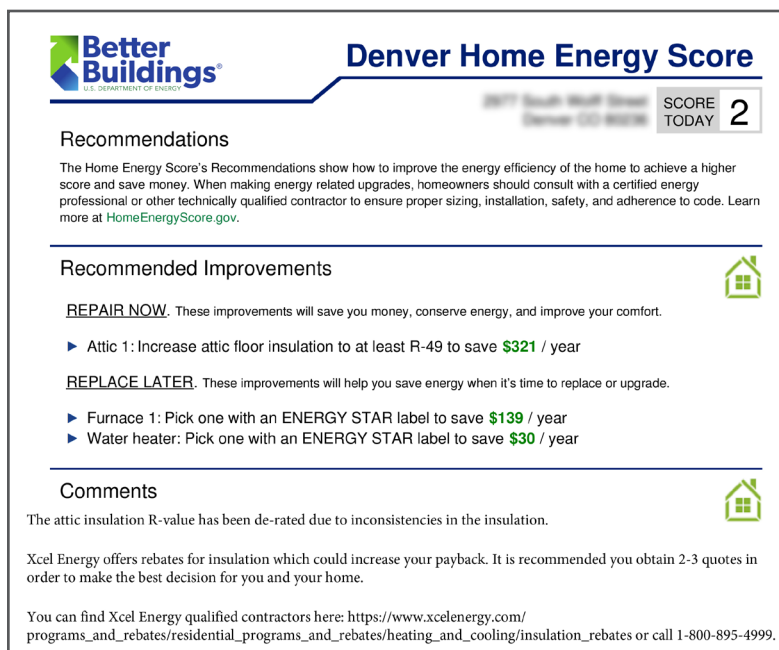 Better
Buildings®
U.S. DEPARTMENT OF ENERGY
Denver Home Energy Score
SCORE
TODAY
2
Recommendations
The Home Energy Score's Recommendations show how to improve the energy efficiency of the home to achieve a higher
score and save money. When making energy related upgrades, homeowners should consult with a certified energy
professional or other technically qualified contractor to ensure proper sizing, installation, safety, and adherence to code. Learn
more at HomeEnergyScore.gov.
Recommended Improvements
REPAIR NOW. These improvements will save you money, conserve energy, and improve your comfort.
► Attic 1: Increase attic floor insulation to at least R-49 to save $321 / year
REPLACE LATER. These improvements will help you save energy when it's time to replace or upgrade.
► Furnace 1: Pick one with an ENERGY STAR label to save $139 / year
► Water heater: Pick one with an ENERGY STAR label to save $30 / year
Comments
The attic insulation R-value has been de-rated due to inconsistencies in the insulation.
Xcel Energy offers rebates for insulation which could increase your payback. It is recommended you obtain 2-3 quotes in
order to make the best decision for you and your home.
You can find Xcel Energy qualified contractors here: https://www.xcelenergy.com/
programs_and_rebates/residential_programs_and_rebates/heating_and_cooling/insulation_rebates or call 1-800-895-4999.